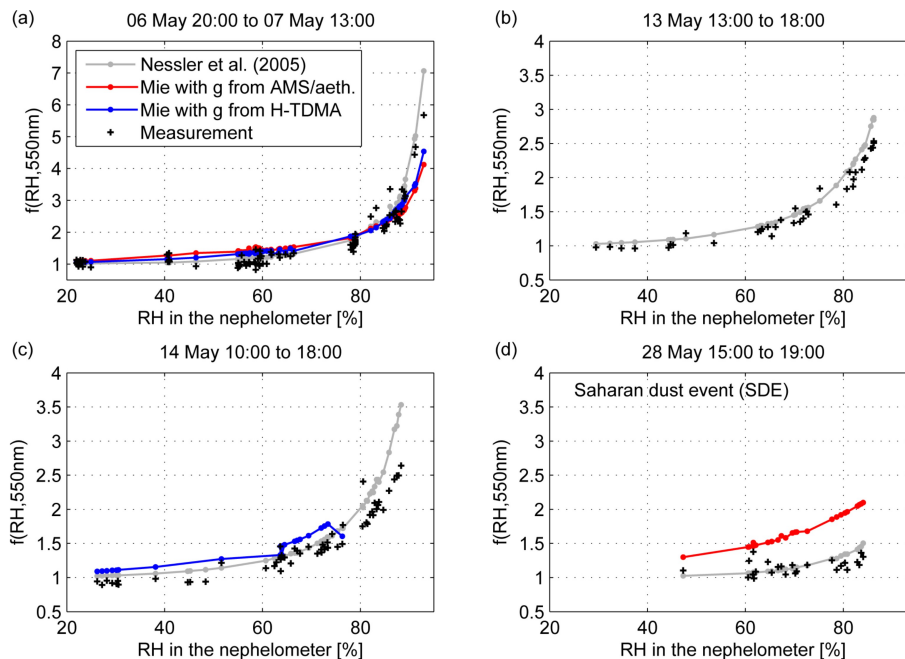 (a)
06 May 20:00 to 07 May 13:00
8
7
6
5
4
3
2
1
0
f(RH,550nm)
Nessler et al. (2005)
Mie with g from AMS/aeth.
Mie with g from H-TDMA
Measurement
20 40 60 80
RH in the nephelometer [%]
(b)
13 May 13:00 to 18:00
4
3.5
3
2.5
2
1.5
1
0.5
f(RH,550nm)
20 40 60 80
RH in the nephelometer [%]
(c)
14 May 10:00 to 18:00
4
3.5
3
2.5
2
1.5
1
0.5
f(RH,550nm)
20 40 60 80
RH in the nephelometer [%]
(d)
28 May 15:00 to 19:00
Saharan dust event (SDE)
4
3.5
3
2.5
2
1.5
1
0.5
f(RH,550nm)
20 40 60 80
RH in the nephelometer [%]